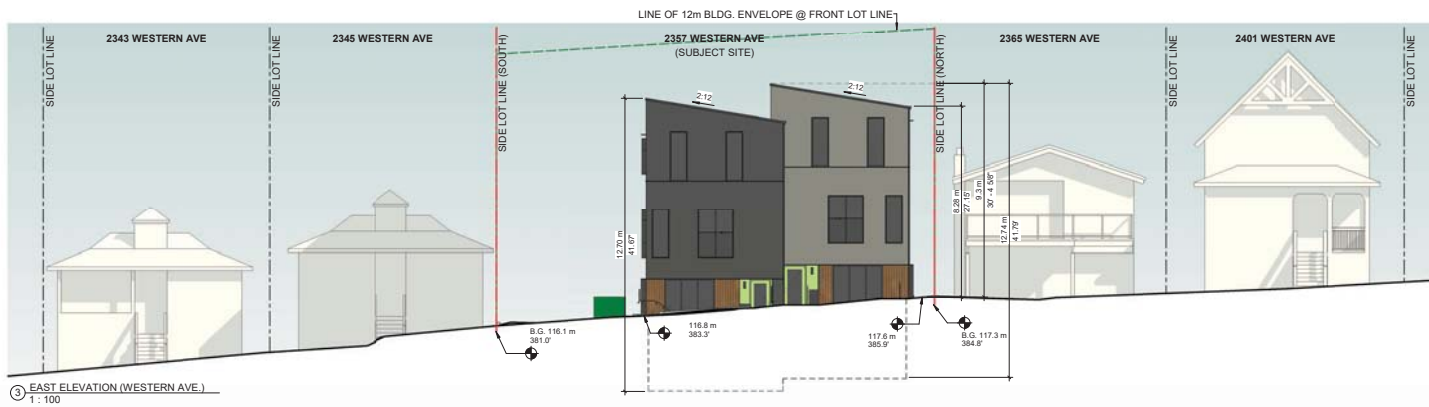 LINE OF 12m BLDG. ENVELOPE @ FRONT LOT LINE
2343 WESTERN AVE
2345 WESTERN AVE
2357 WESTERN AVE
(SUBJECT SITE)
2365 WESTERN AVE
2401 WESTERN AVE
SIDE LOT LINE
SIDE LOT LINE
SIDE LOT LINE (SOUTH)
SIDE LOT LINE (NORTH)
SIDE LOT LINE
SIDE LOT LINE
2:12
2:12
12.70 m
41.67'
8.28 m
27.15'
9.3 m
30' - 4 5/8"
12.74 m
41.79'
B.G. 116.1 m
381.0'
116.8 m
383.3'
117.6 m
385.9'
B.G. 117.3 m
384.8'
3 EAST ELEVATION (WESTERN AVE.)
1 : 100